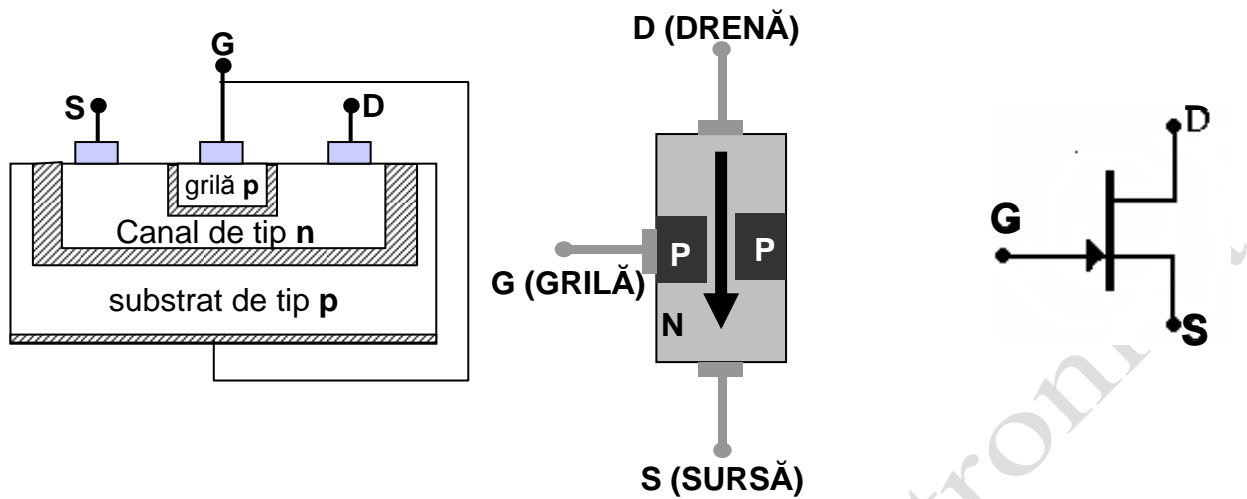 G
S
D
grilă p
Canal de tip n
substrat de tip p
D (DRENĂ)
P
P
G (GRILĂ)
N
S (SURSĂ)
D
G
S